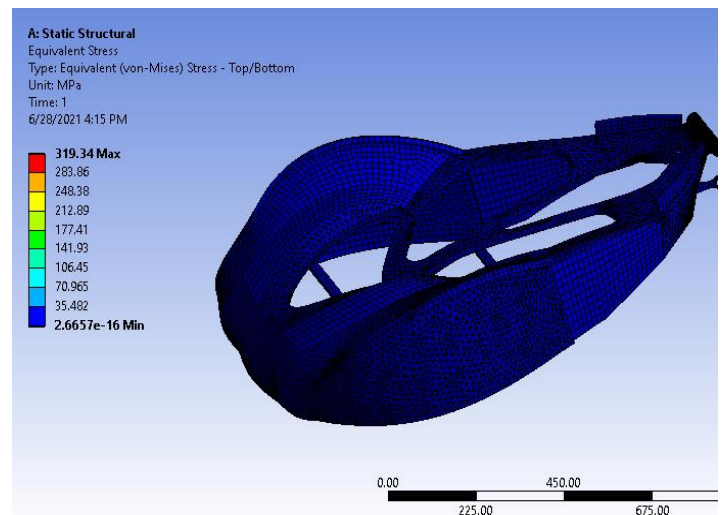 A: Static Structural
Equivalent Stress
Type: Equivalent (von-Mises) Stress - Top/Bottom
Unit: MPa
Time: 1
6/28/2021 4:15 PM
319.34 Max
283.86
248.38
212.89
177.41
141.93
106.45
70.965
35.482
2.6657e-16 Min
0.00 450.00
225.00 675.00